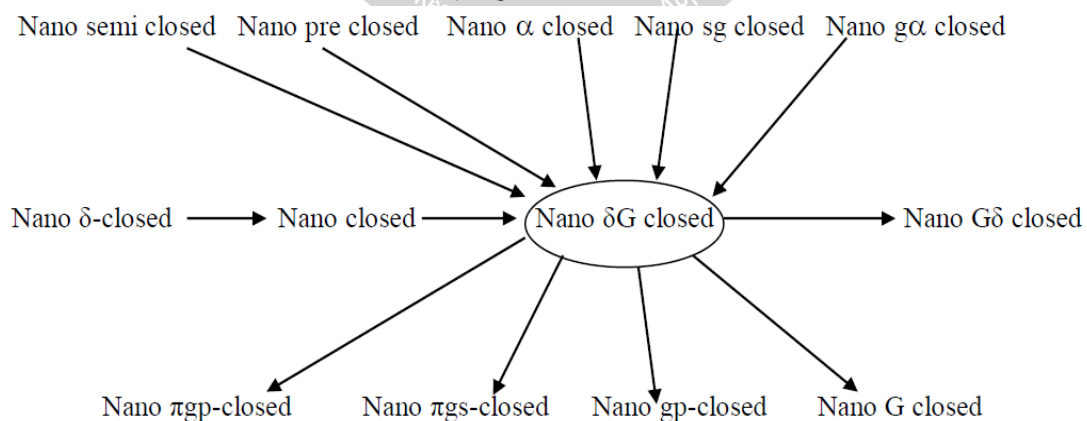 Nano semi closed Nano pre closed Nano α closed Nano sg closed Nano gα closed
Nano δ-closed Nano closed Nano δG closed Nano Gδ closed
Nano πgp-closed Nano πgs-closed Nano gp-closed Nano G closed